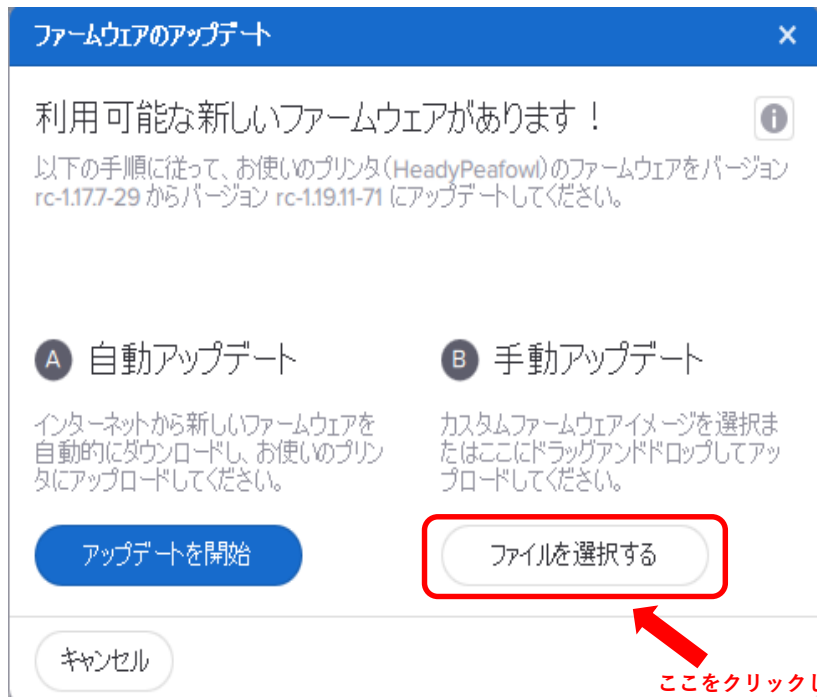 ファームウェアのアップデート
利用可能な新しいファームウェアがあります！
以下の手順に従って、お使いのプリンタ(HeadyPeafowl)のファームウェアをバージョン
rc-1.17.7-29 からバージョン rc-1.19.11-71 にアップデートしてください。
A 自動アップデート
インターネットから新しいファームウェアを
自動的にダウンロードし、お使いのプリン
タにアップロードしてください。
アップデートを開始
B 手動アップデート
カスタムファームウェアイメージを選択ま
たはここにドラッグアンドドロップしてアッ
プロードしてください。
ファイルを選択する
キャンセル
ここをクリックし